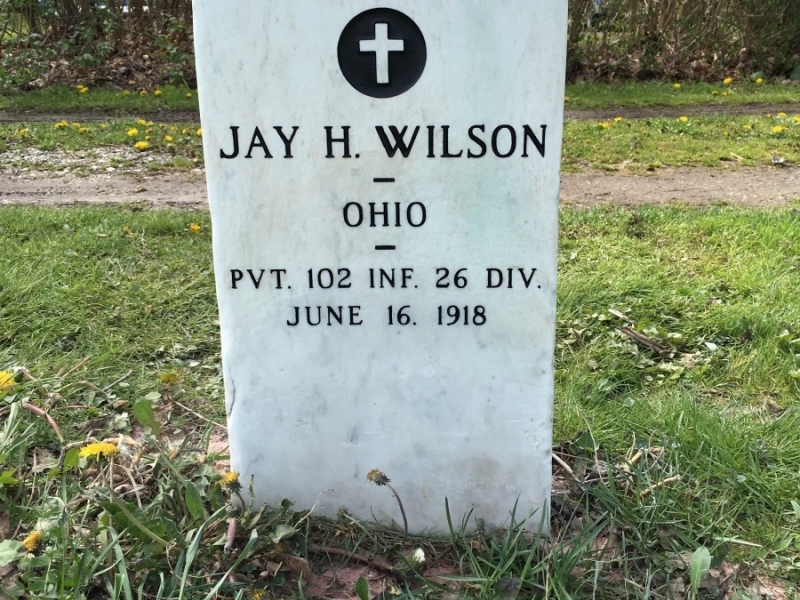 JAY H. WILSON
OHIO
PVT. 102 INF. 26 DIV.
JUNE 16. 1918